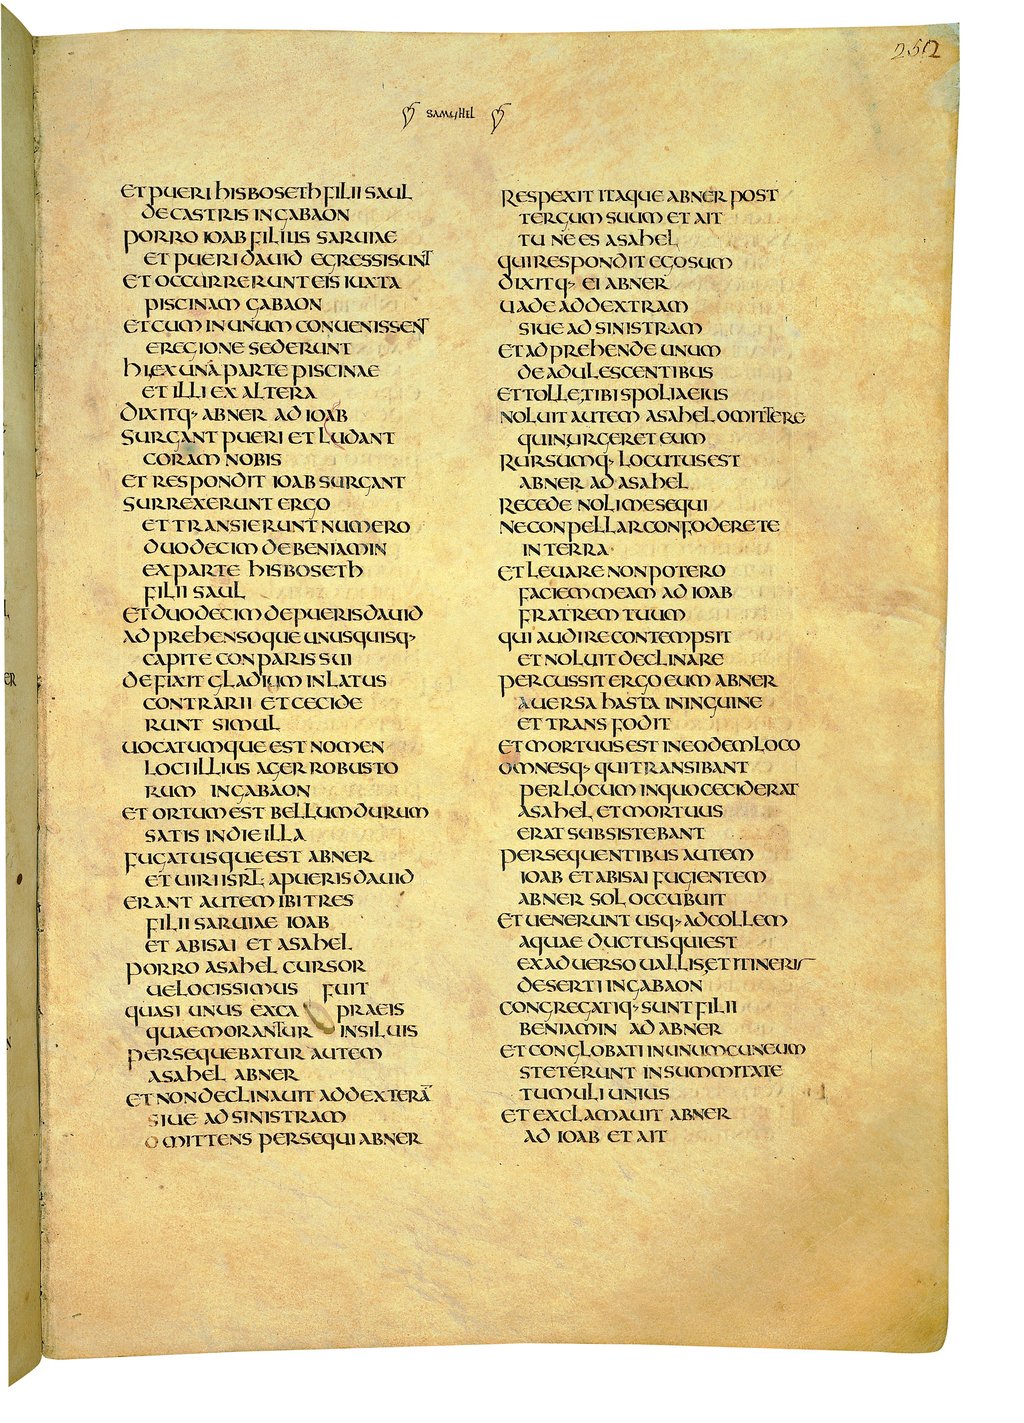 252
SAMUHEL
ET PUERI HISBOSETH FILII SAUL
DE CASTRIS IN GABAON
PORRO IOAB FILIUS SARUIAE
ET PUERI DAUID EGRESSI SUNT
ET OCCURRERUNT EIS IUXTA
PISCINAM GABAON
ET CUM IN UNUM CONUENISSENT
E REGIONE SEDERUNT
HI EX UNA PARTE PISCINAE
ET ILLI EX ALTERA
DIXITQ· ABNER AD IOAB
SURGANT PUERI ET LUDANT
CORAM NOBIS
ET RESPONDIT IOAB SURGANT
SURREXERUNT ERGO
ET TRANSIERUNT NUMERO
DUODECIM DE BENIAMIN
EX PARTE HISBOSETH
FILII SAUL
ET DUODECIM DE PUERIS DAUID
ADPREHENSOQUE UNUSQUISQ·
CAPITE CONPARIS SUI
DEFIXIT GLADIUM IN LATUS
CONTRARII ET CECIDE
RUNT SIMUL
UOCATUMQUE EST NOMEN
LOCI ILLIUS AGER ROBUSTO
RUM IN GABAON
ET ORTUM EST BELLUM DURUM
SATIS IN DIE ILLA
FUGATUSQUE EST ABNER
ET UIRI ISRL· A PUERIS DAUID
ERANT AUTEM IBI TRES
FILII SARUIAE IOAB
ET ABISAI ET ASAHEL
PORRO ASAHEL CURSOR
UELOCISSIMUS FUIT
QUASI UNUS EX CAPRAEIS
QUAE MORANTUR IN SILUIS
PERSEQUEBATUR AUTEM
ASAHEL ABNER
ET NON DECLINAUIT AD DEXTERĀ
SIUE AD SINISTRAM
OMITTENS PERSEQUI ABNER
RESPEXIT ITAQUE ABNER POST
TERGUM SUUM ET AIT
TU NE ES ASAHEL
QUI RESPONDIT EGO SUM
DIXITQ· EI ABNER
UADE AD DEXTRAM
SIUE AD SINISTRAM
ET ADPREHENDE UNUM
DE ADULESCENTIBUS
ET TOLLE TIBI SPOLIA EIUS
NOLUIT AUTEM ASAHEL OMITTERE
QUIN URGERET EUM
RURSUMQ· LOCUTUS EST
ABNER AD ASAHEL
RECEDE NOLI ME SEQUI
NE CONPELLAR CONFODERE TE
IN TERRA
ET LEUARE NON POTERO
FACIEM MEAM AD IOAB
FRATREM TUUM
QUI AUDIRE CONTEMPSIT
ET NOLUIT DECLINARE
PERCUSSIT ERGO EUM ABNER
AUERSA HASTA IN INGUINE
ET TRANSFODIT
ET MORTUUS EST IN EODEM LOCO
OMNESQ· QUI TRANSIBANT
PER LOCUM IN QUO CECIDERAT
ASAHEL ET MORTUUS
ERAT SUBSISTEBANT
PERSEQUENTIBUS AUTEM
IOAB ET ABISAI FUGIENTEM
ABNER SOL OCCUBUIT
ET UENERUNT USQ· AD COLLEM
AQUAE DUCTUS QUI EST
EX ADUERSO UALLIS ET ITINERIS
DESERTI IN GABAON
CONGREGATIQ· SUNT FILII
BENIAMIN AD ABNER
ET CONGLOBATI IN UNUM CUNEUM
STETERUNT IN SUMMITATE
TUMULI UNIUS
ET EXCLAMAUIT ABNER
AD IOAB ET AIT